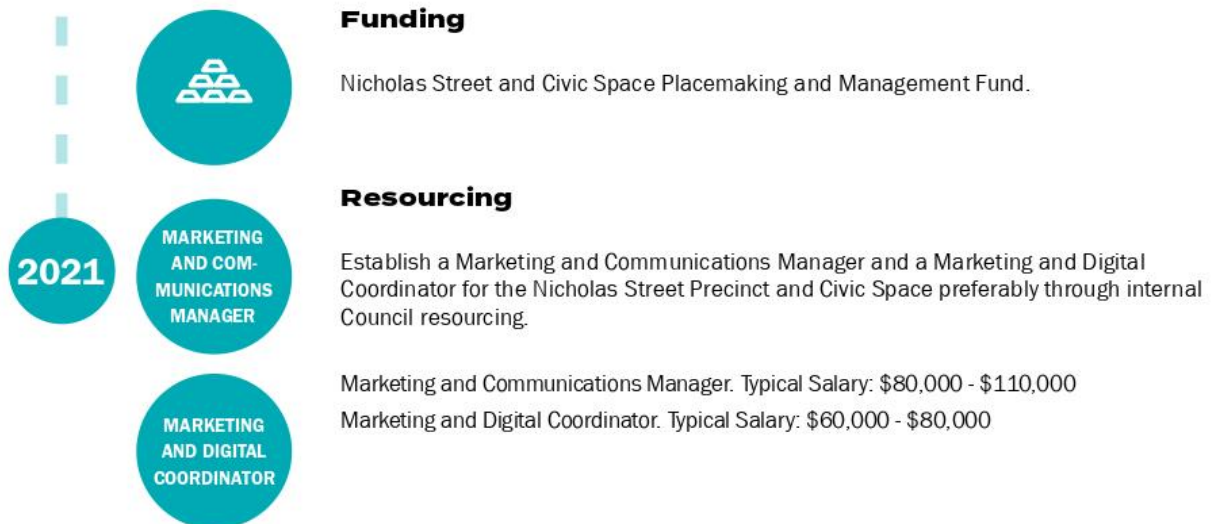 Funding
Nicholas Street and Civic Space Placemaking and Management Fund.
Resourcing
2021
MARKETING
AND COM-
MUNICATIONS
MANAGER
Establish a Marketing and Communications Manager and a Marketing and Digital
Coordinator for the Nicholas Street Precinct and Civic Space preferably through internal
Council resourcing.
MARKETING
AND DIGITAL
COORDINATOR
Marketing and Communications Manager. Typical Salary: $80,000 - $110,000
Marketing and Digital Coordinator. Typical Salary: $60,000 - $80,000